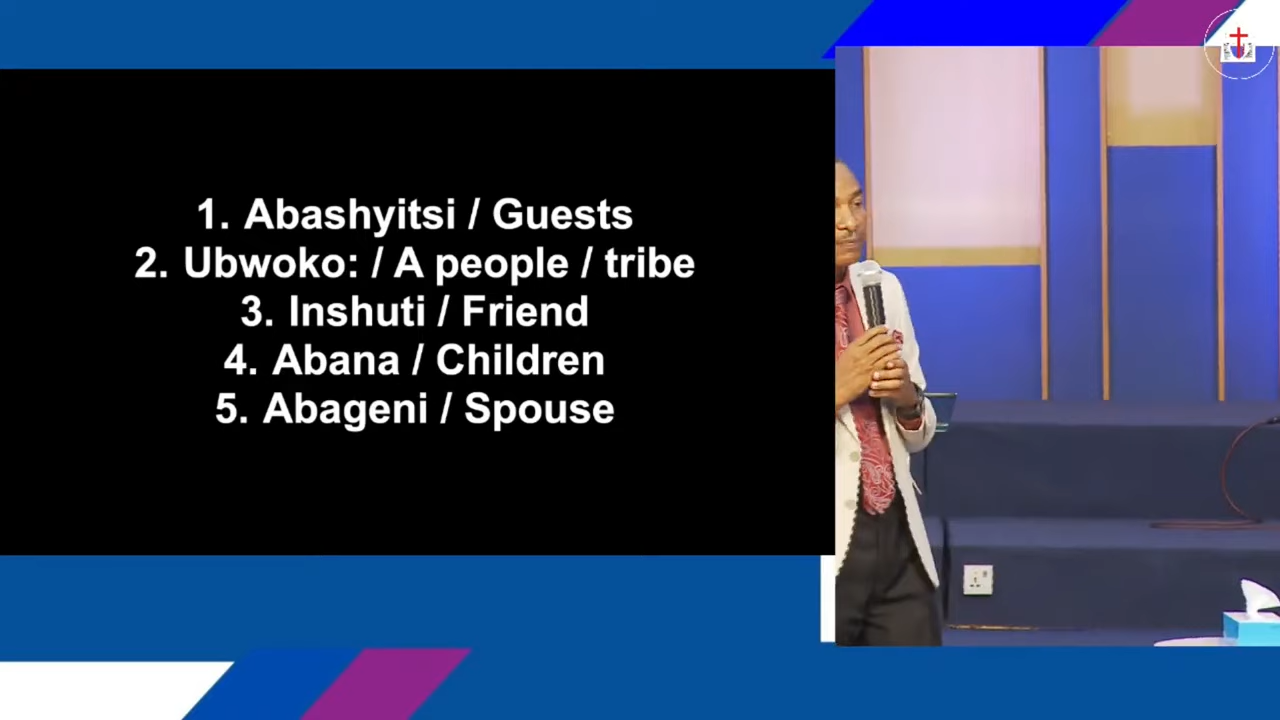 1. Abashyitsi / Guests
2. Ubwoko: / A people / tribe
3. Inshuti / Friend
4. Abana / Children
5. Abageni / Spouse